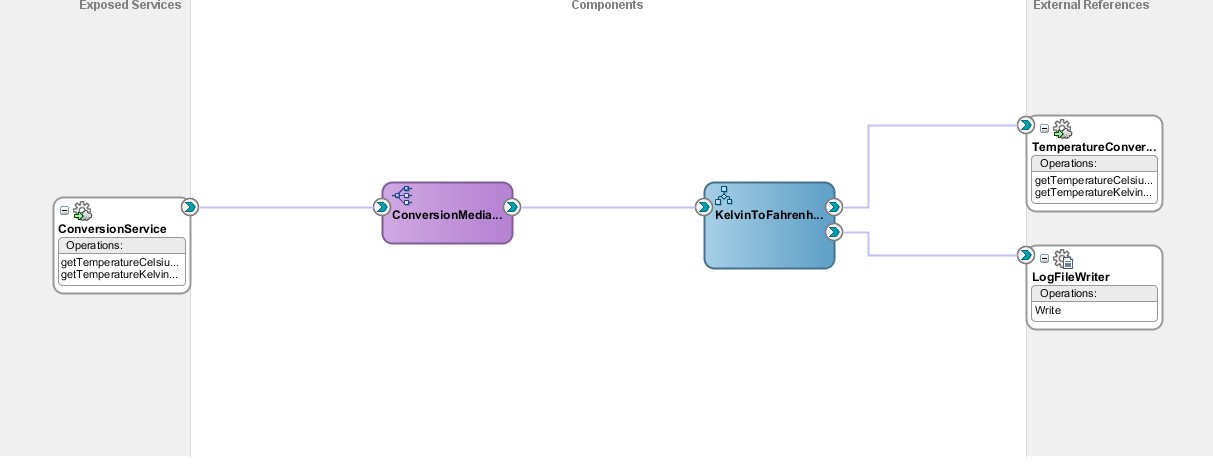 Exposed Services
Components
External References
ConversionService
Operations:
getTemperatureCelsiu...
getTemperatureKelvin...
ConversionMedia...
KelvinToFahrenh...
TemperatureConver...
Operations:
getTemperatureCelsiu...
getTemperatureKelvin...
LogFileWriter
Operations:
Write